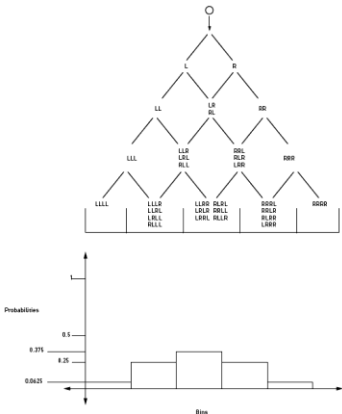 L R
LL LR RR
RL
LLL LLR RRL RRR
LRL RLR
RLL LRR
LLLL LLLR LLRR RLRL RRRL RRRR
LLRL LRLR RRLL RRLR
LRLL LRRL RLLR RLRR
RLLL LRRR
1
Probabilities
0.5
0.375
0.25
0.0625
Bins